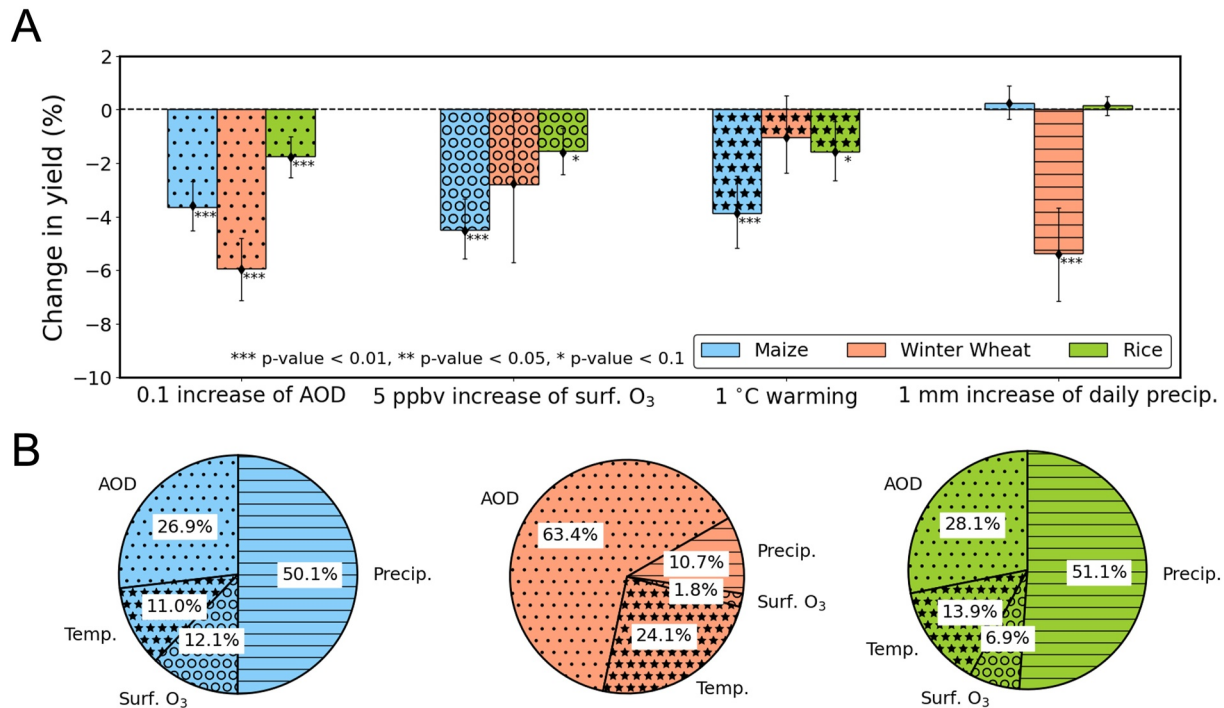 A
Change in yield (%)
2
0
−2
−4
−6
−8
−10
***
***
***
***
*
***
*
***
*** p-value < 0.01, ** p-value < 0.05, * p-value < 0.1
Maize
Winter Wheat
Rice
0.1 increase of AOD
5 ppbv increase of surf. O₃
1 °C warming
1 mm increase of daily precip.
B
AOD
26.9%
50.1%
Precip.
11.0%
Temp.
12.1%
Surf. O₃
AOD
63.4%
Precip.
10.7%
1.8%
Surf. O₃
24.1%
Temp.
AOD
28.1%
51.1%
Precip.
13.9%
Temp.
6.9%
Surf. O₃